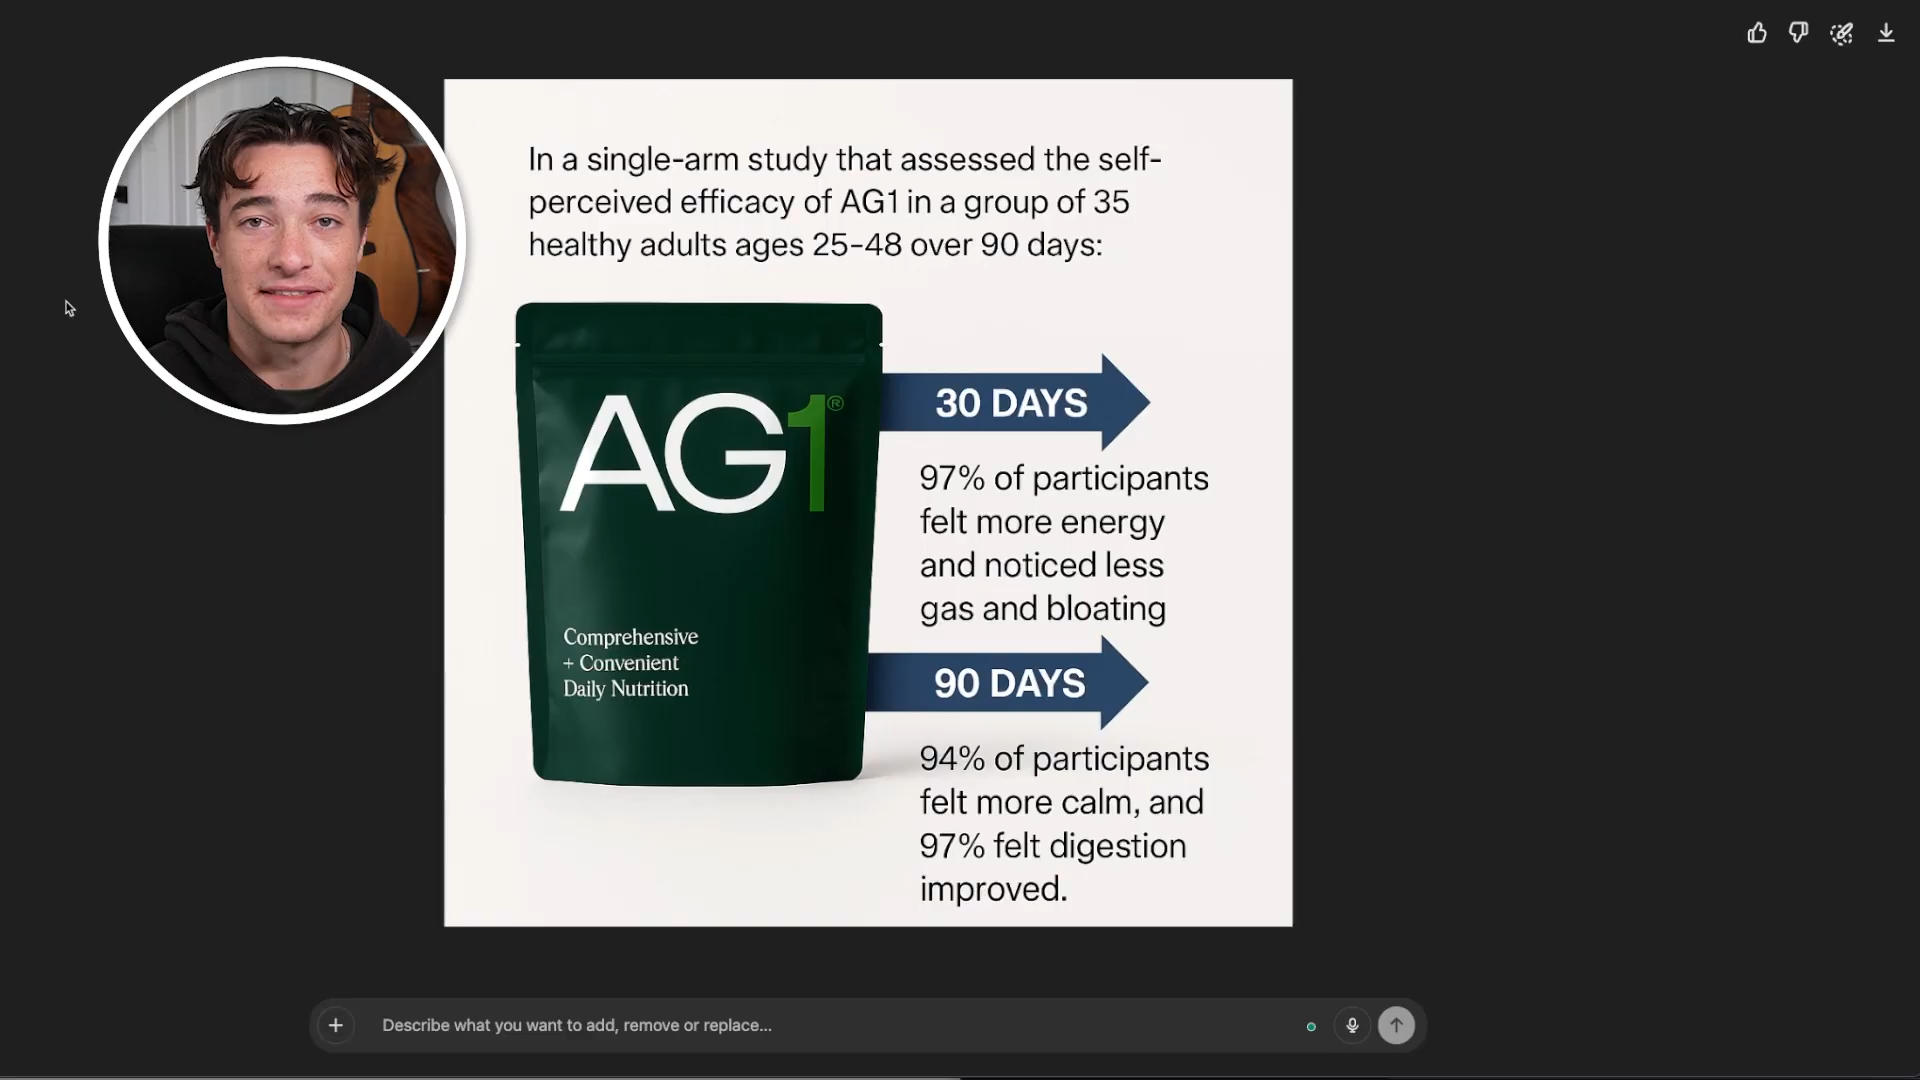 In a single-arm study that assessed the self-
perceived efficacy of AG1 in a group of 35
healthy adults ages 25-48 over 90 days:
AG1®
Comprehensive
+ Convenient
Daily Nutrition
30 DAYS
97% of participants
felt more energy
and noticed less
gas and bloating
90 DAYS
94% of participants
felt more calm, and
97% felt digestion
improved.
Describe what you want to add, remove or replace...